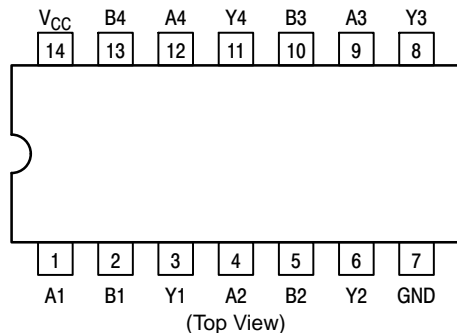 VCC B4 A4 Y4 B3 A3 Y3
14 13 12 11 10 9 8
1 2 3 4 5 6 7
A1 B1 Y1 A2 B2 Y2 GND
(Top View)